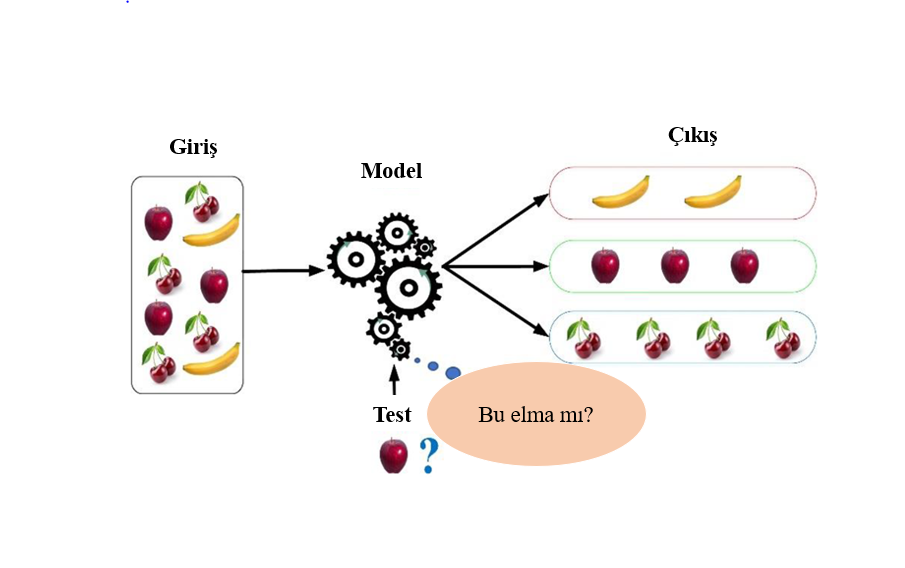 Giriş
Model
Çıkış
Test
?
Bu elma mı?